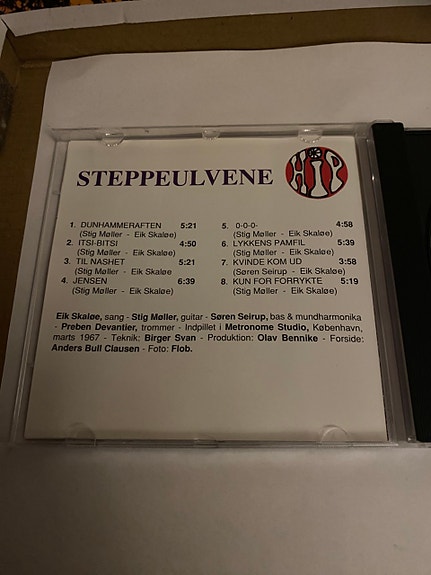 STEPPEULVENE
HIP
1. DUNHAMMERAFTEN 5:21
(Stig Møller - Eik Skaløe)
2. ITSI-BITSI 4:50
(Stig Møller - Eik Skaløe)
3. TIL NASHET 5:21
(Stig Møller - Eik Skaløe
4. JENSEN 6:39
(Stig Møller - Eik Skaløe)
5. 0-0-0- 4:58
(Stig Møller - Eik Skaløe)
6. LYKKENS PAMFIL 5:39
(Stig Møller - Eik Skaløe)
7. KVINDE KOM UD 3:58
(Søren Seirup - Eik Skaløe)
8. KUN FOR FORRYKTE 5:19
(Stig Møller - Eik Skaløe)
Eik Skaløe, sang - Stig Møller, guitar - Søren Seirup, bas & mundharmonika
- Preben Devantier, trommer - Indpillet i Metronome Studio, København,
marts 1967 - Teknik: Birger Svan - Produktion: Olav Bennike - Forside:
Anders Bull Clausen - Foto: Flob.